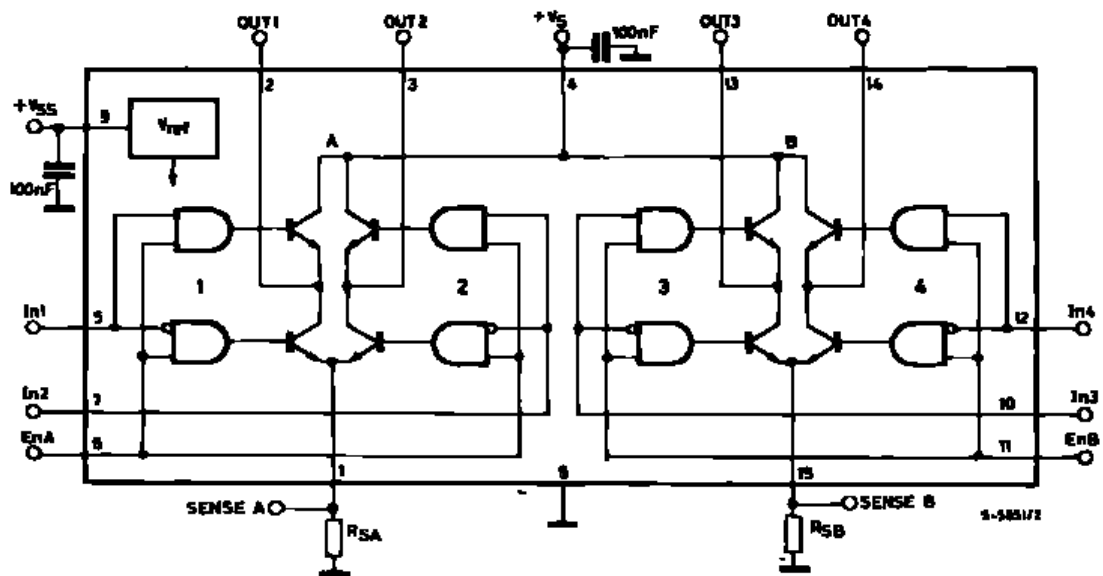 OUT1
OUT2
+VS
100nF
OUT3
OUT4
2
3
4
13
14
+VSS
9
Vref
100nF
A
B
1
2
3
4
In1
5
12
In4
In2
7
10
In3
EnA
6
11
EnB
1
8
15
SENSE A
SENSE B
RSA
RSB
S-5851/2